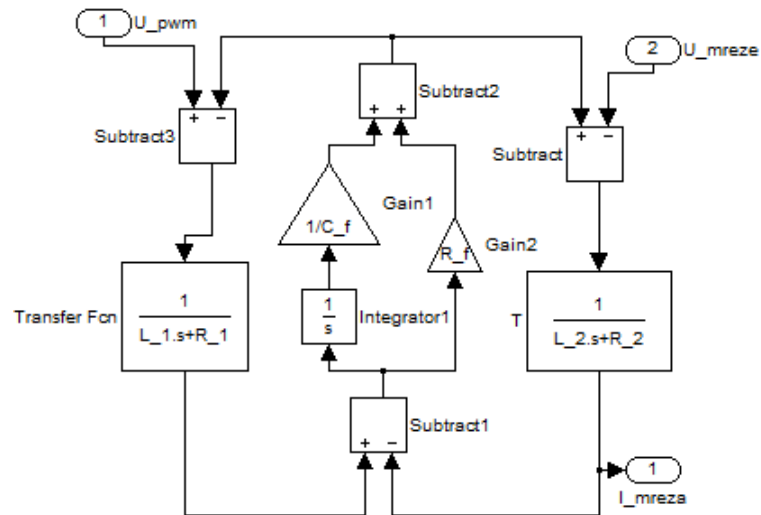 1
U_pwm
2
U_mreze
+ −
Subtract3
+ +
Subtract2
+ −
Subtract
1/C_f
Gain1
R_f
Gain2
Transfer Fcn
1
L_1.s+R_1
1
s
Integrator1
T
1
L_2.s+R_2
+ −
Subtract1
1
I_mreza